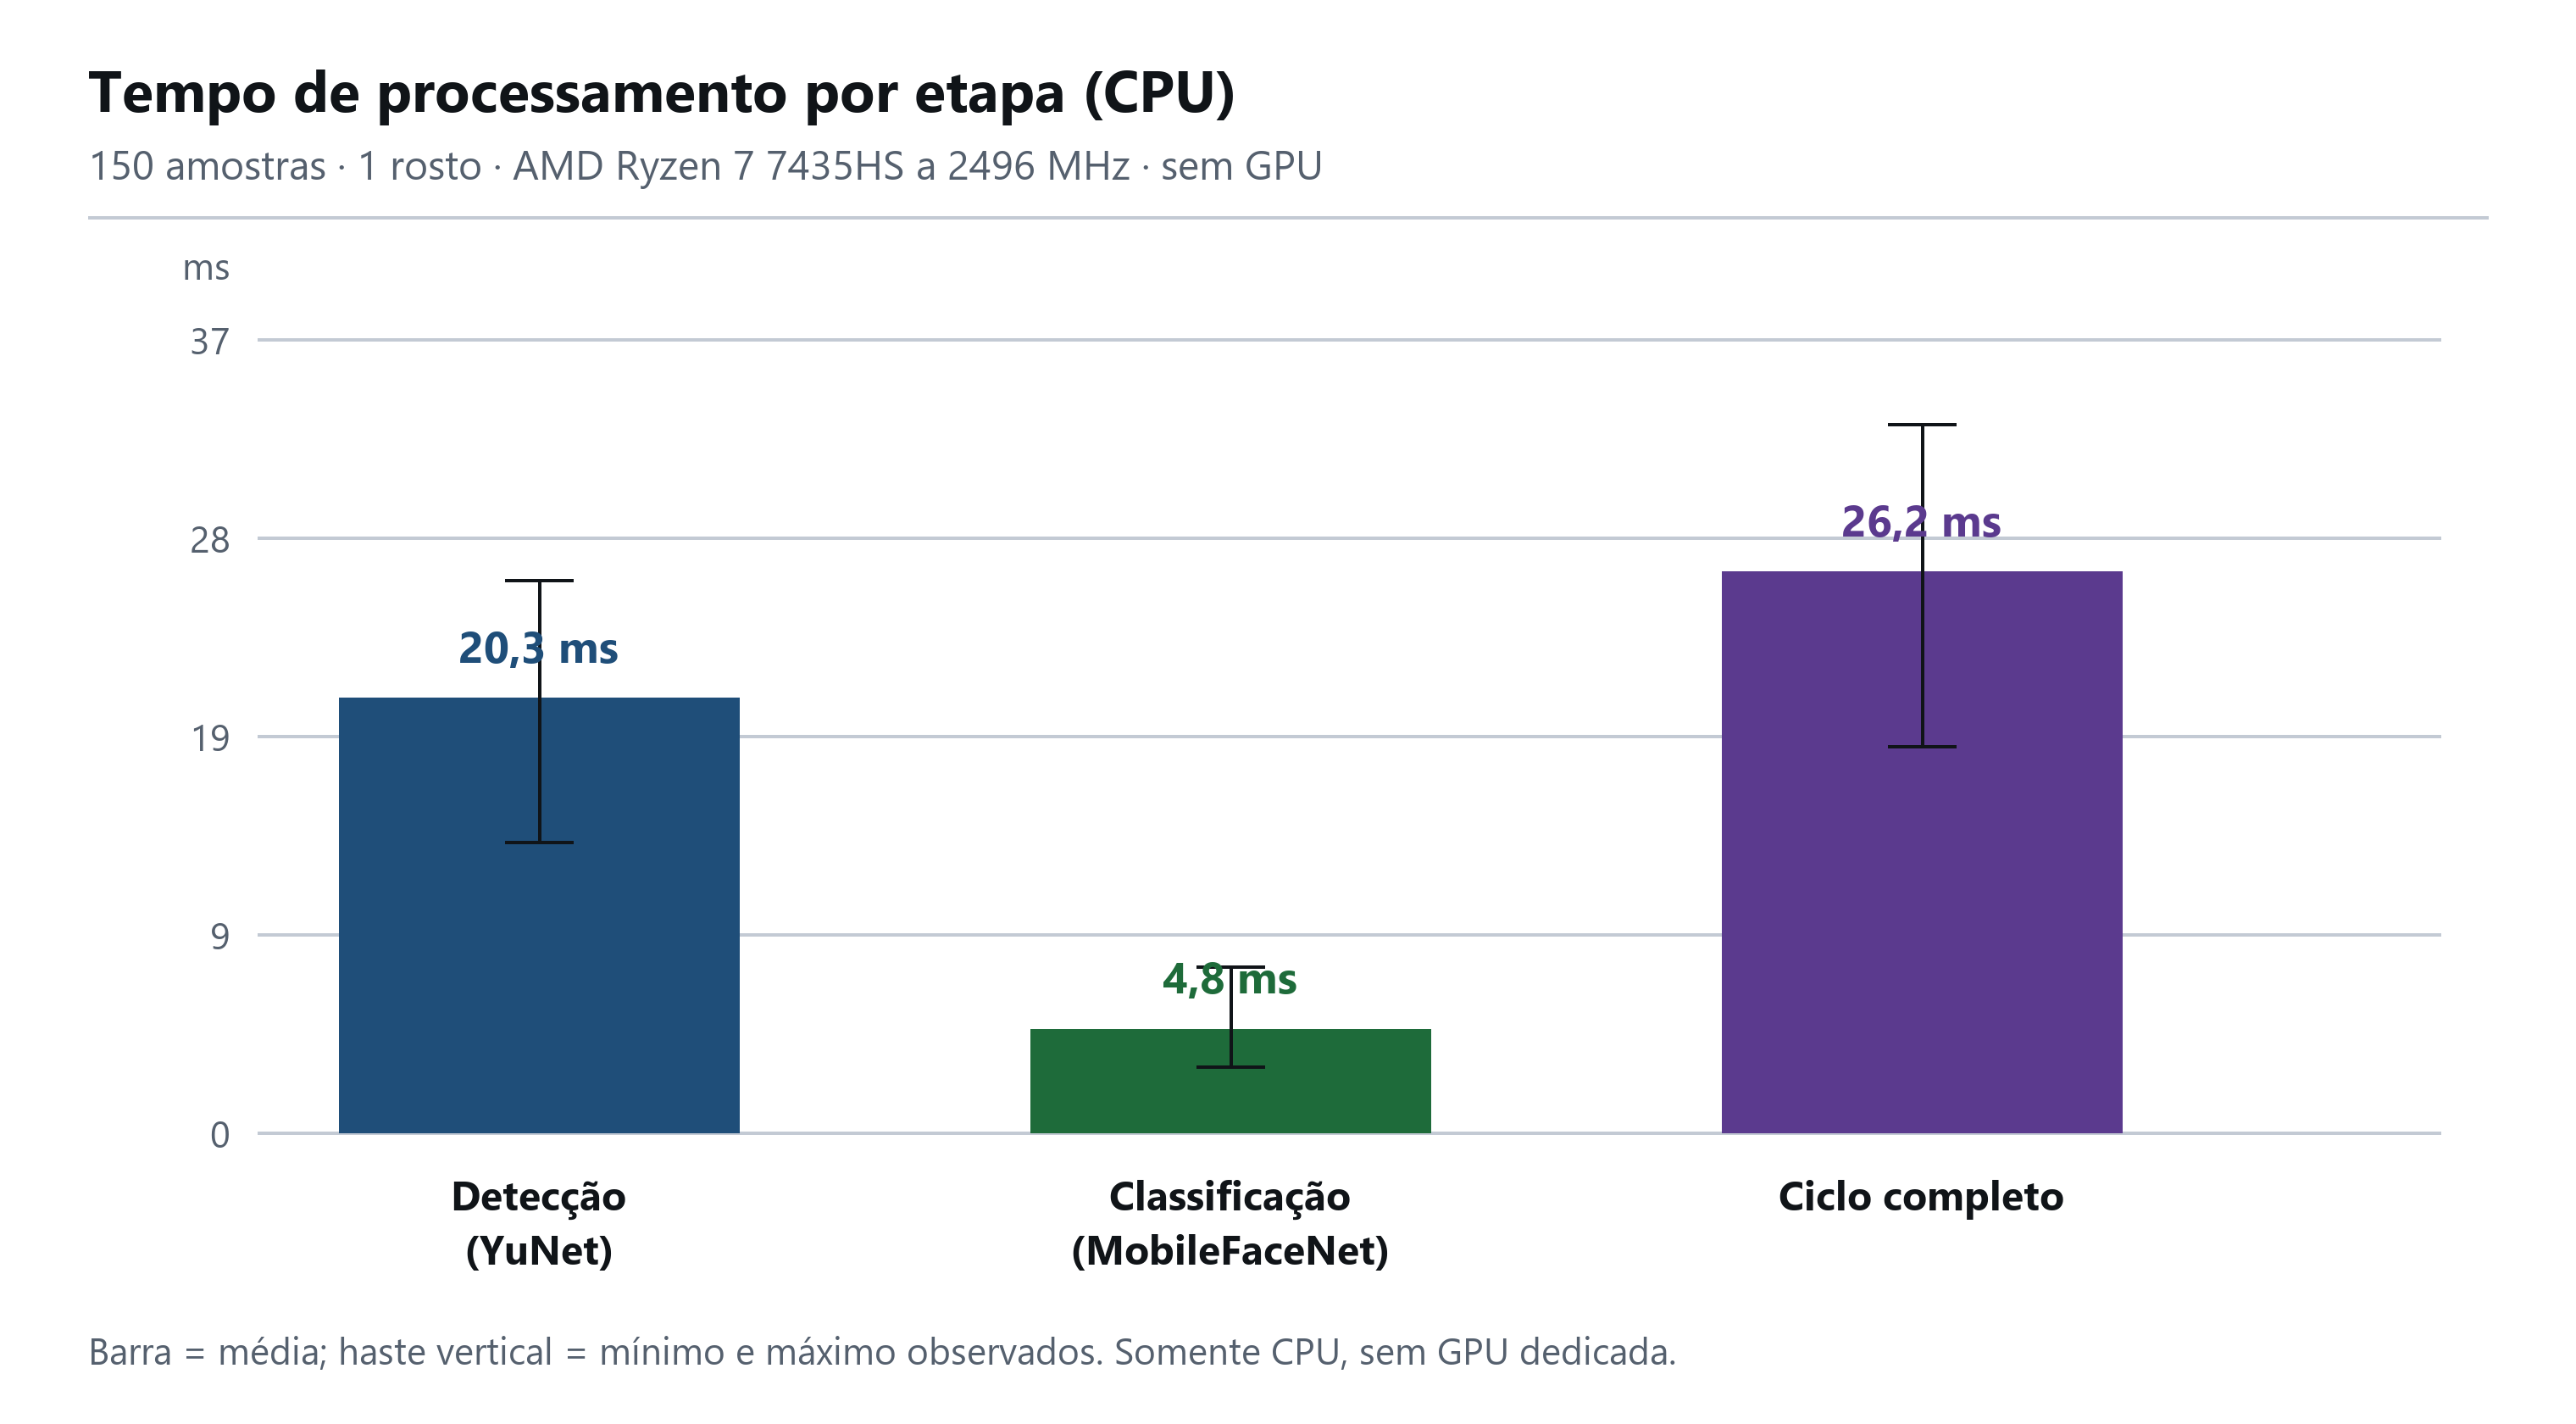 Tempo de processamento por etapa (CPU)
150 amostras · 1 rosto · AMD Ryzen 7 7435HS a 2496 MHz · sem GPU
ms
37
28
19
9
0
20,3 ms
4,8 ms
26,2 ms
Detecção
(YuNet)
Classificação
(MobileFaceNet)
Ciclo completo
Barra = média; haste vertical = mínimo e máximo observados. Somente CPU, sem GPU dedicada.